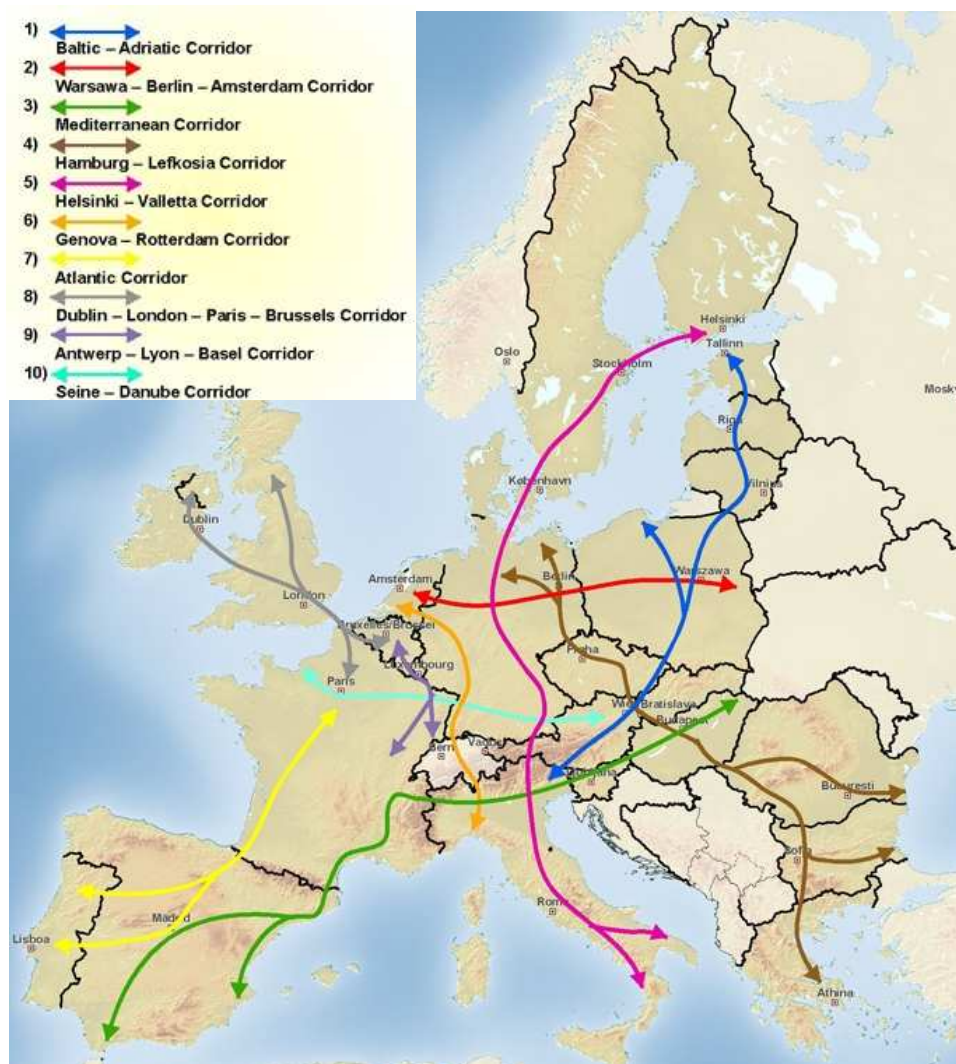 1)
Baltic – Adriatic Corridor
2)
Warsawa – Berlin – Amsterdam Corridor
3)
Mediterranean Corridor
4)
Hamburg – Lefkosia Corridor
5)
Helsinki – Valletta Corridor
6)
Genova – Rotterdam Corridor
7)
Atlantic Corridor
8)
Dublin – London – Paris – Brussels Corridor
9)
Antwerp – Lyon – Basel Corridor
10)
Seine – Danube Corridor
Helsinki
Tallinn
Oslo
Stockholm
Moskv
Riga
København
Vilnius
Dublin
Amsterdam
Berlin
Warszawa
London
Bruxelles/Brussel
Luxembourg
Praha
Paris
Wien
Bratislava
Budapest
Bern
Vaduz
Ljubljana
Bucuresti
Sofia
Roma
Madrid
Lisboa
Athina